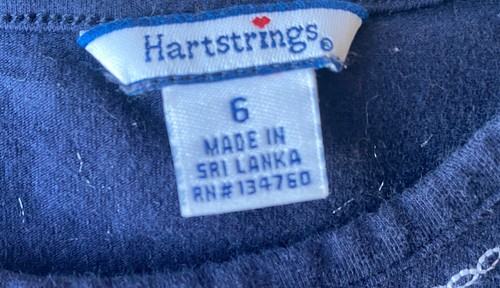 Hartstrings®
6
MADE IN
SRI LANKA
RN#134760